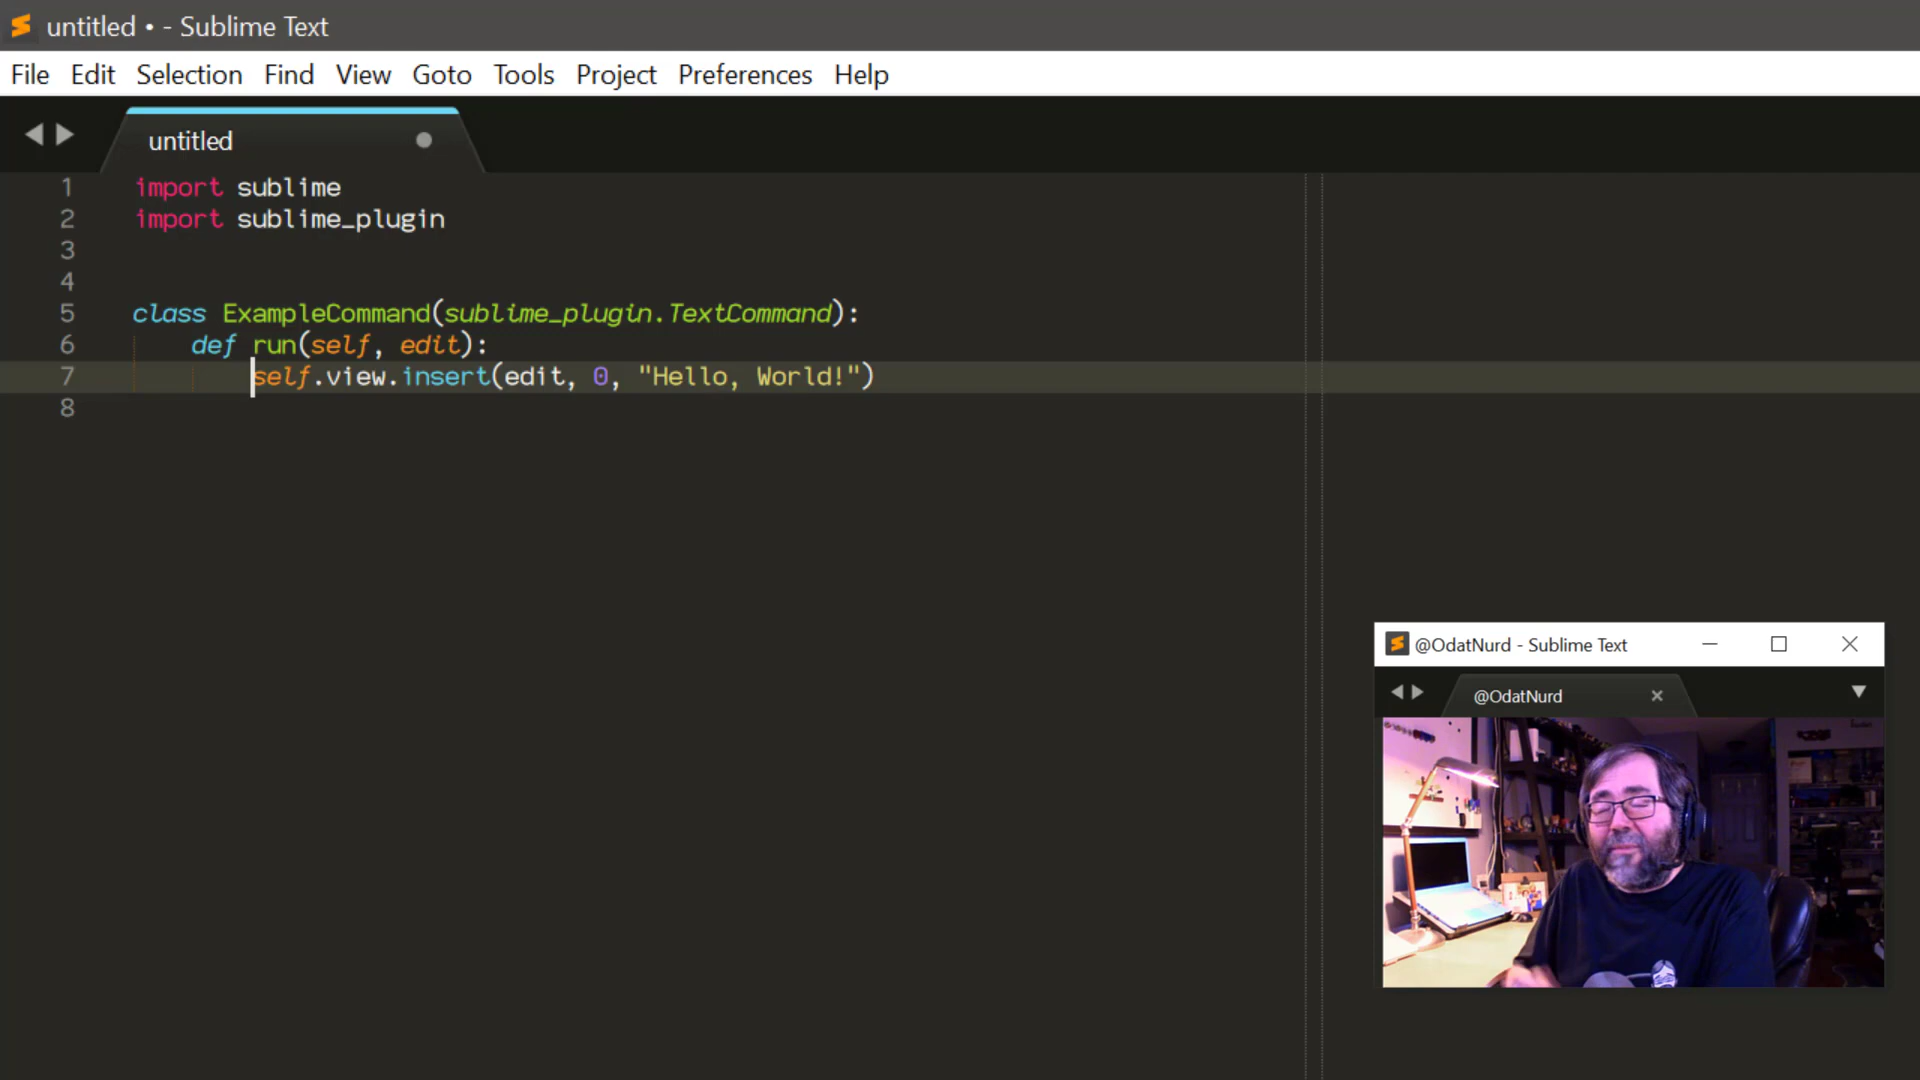 untitled • - Sublime Text
File Edit Selection Find View Goto Tools Project Preferences Help
untitled
1 import sublime
2 import sublime_plugin
3
4
5 class ExampleCommand(sublime_plugin.TextCommand):
6 def run(self, edit):
7 self.view.insert(edit, 0, "Hello, World!")
8
@OdatNurd - Sublime Text
@OdatNurd